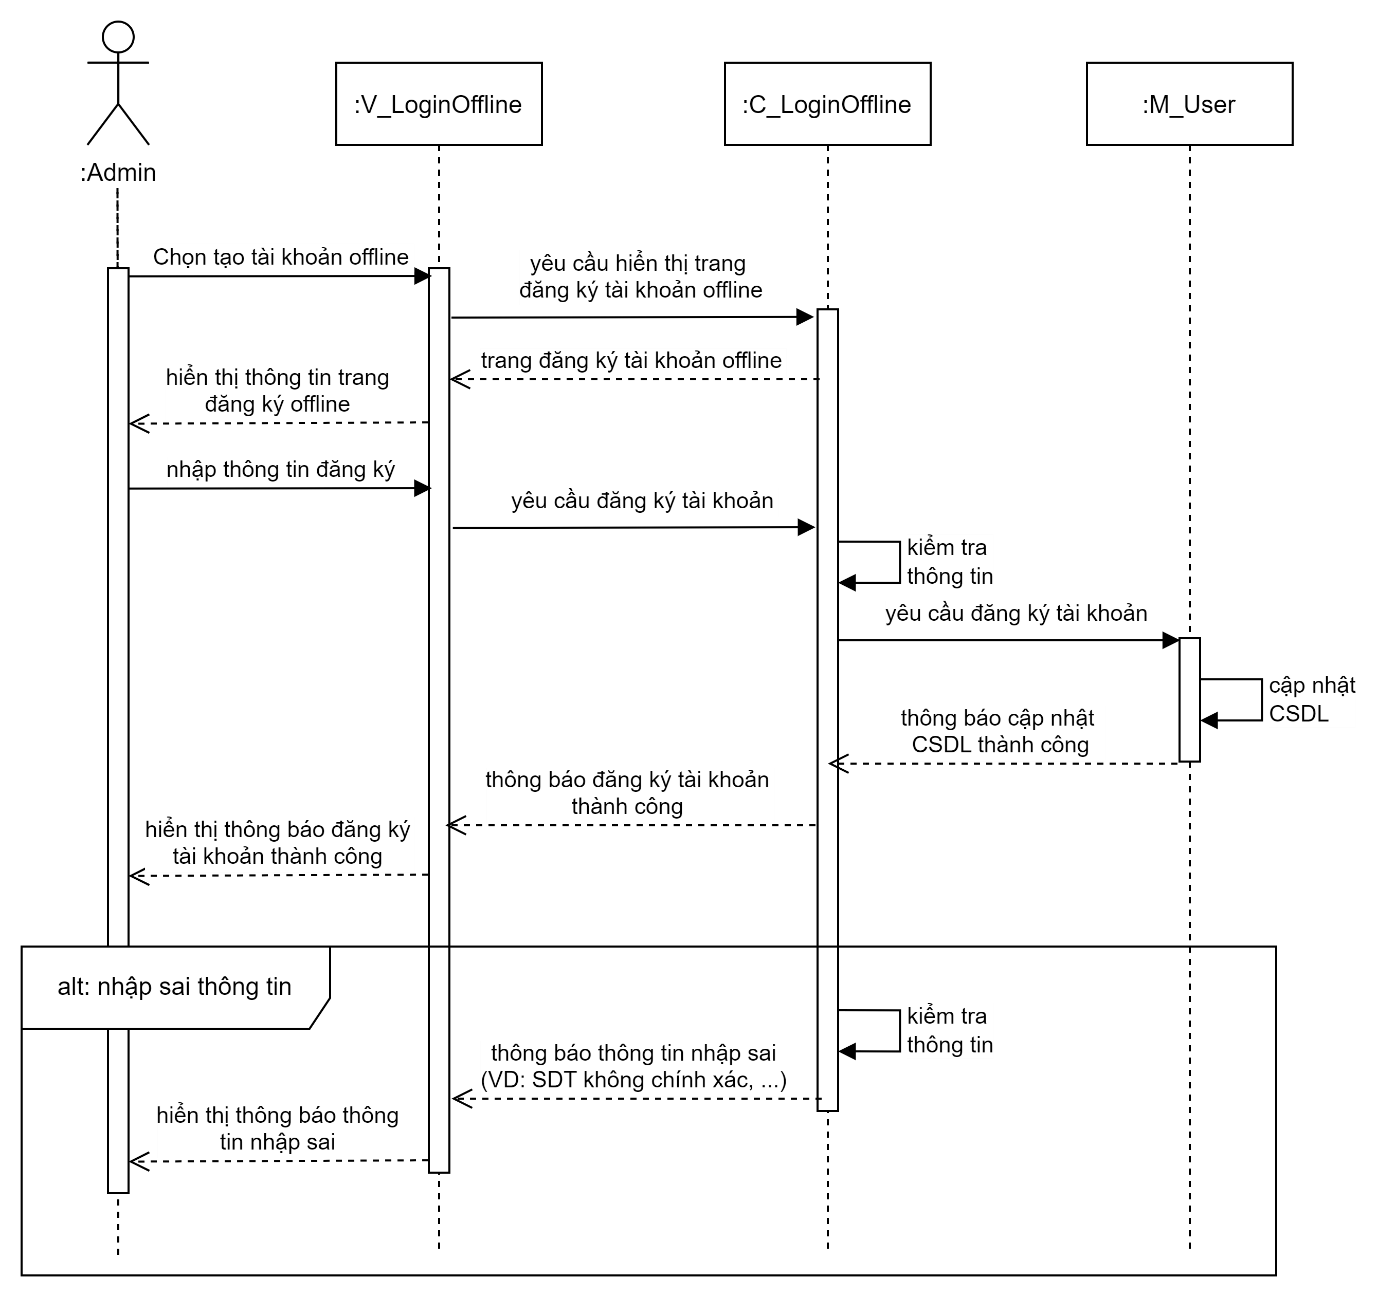 :Admin
:V_LoginOffline
:C_LoginOffline
:M_User
Chọn tạo tài khoản offline
yêu cầu hiển thị trang
đăng ký tài khoản offline
trang đăng ký tài khoản offline
hiển thị thông tin trang
đăng ký offline
nhập thông tin đăng ký
yêu cầu đăng ký tài khoản
kiểm tra
thông tin
yêu cầu đăng ký tài khoản
cập nhật
CSDL
thông báo cập nhật
CSDL thành công
thông báo đăng ký tài khoản
thành công
hiển thị thông báo đăng ký
tài khoản thành công
alt: nhập sai thông tin
kiểm tra
thông tin
thông báo thông tin nhập sai
(VD: SDT không chính xác, ...)
hiển thị thông báo thông
tin nhập sai